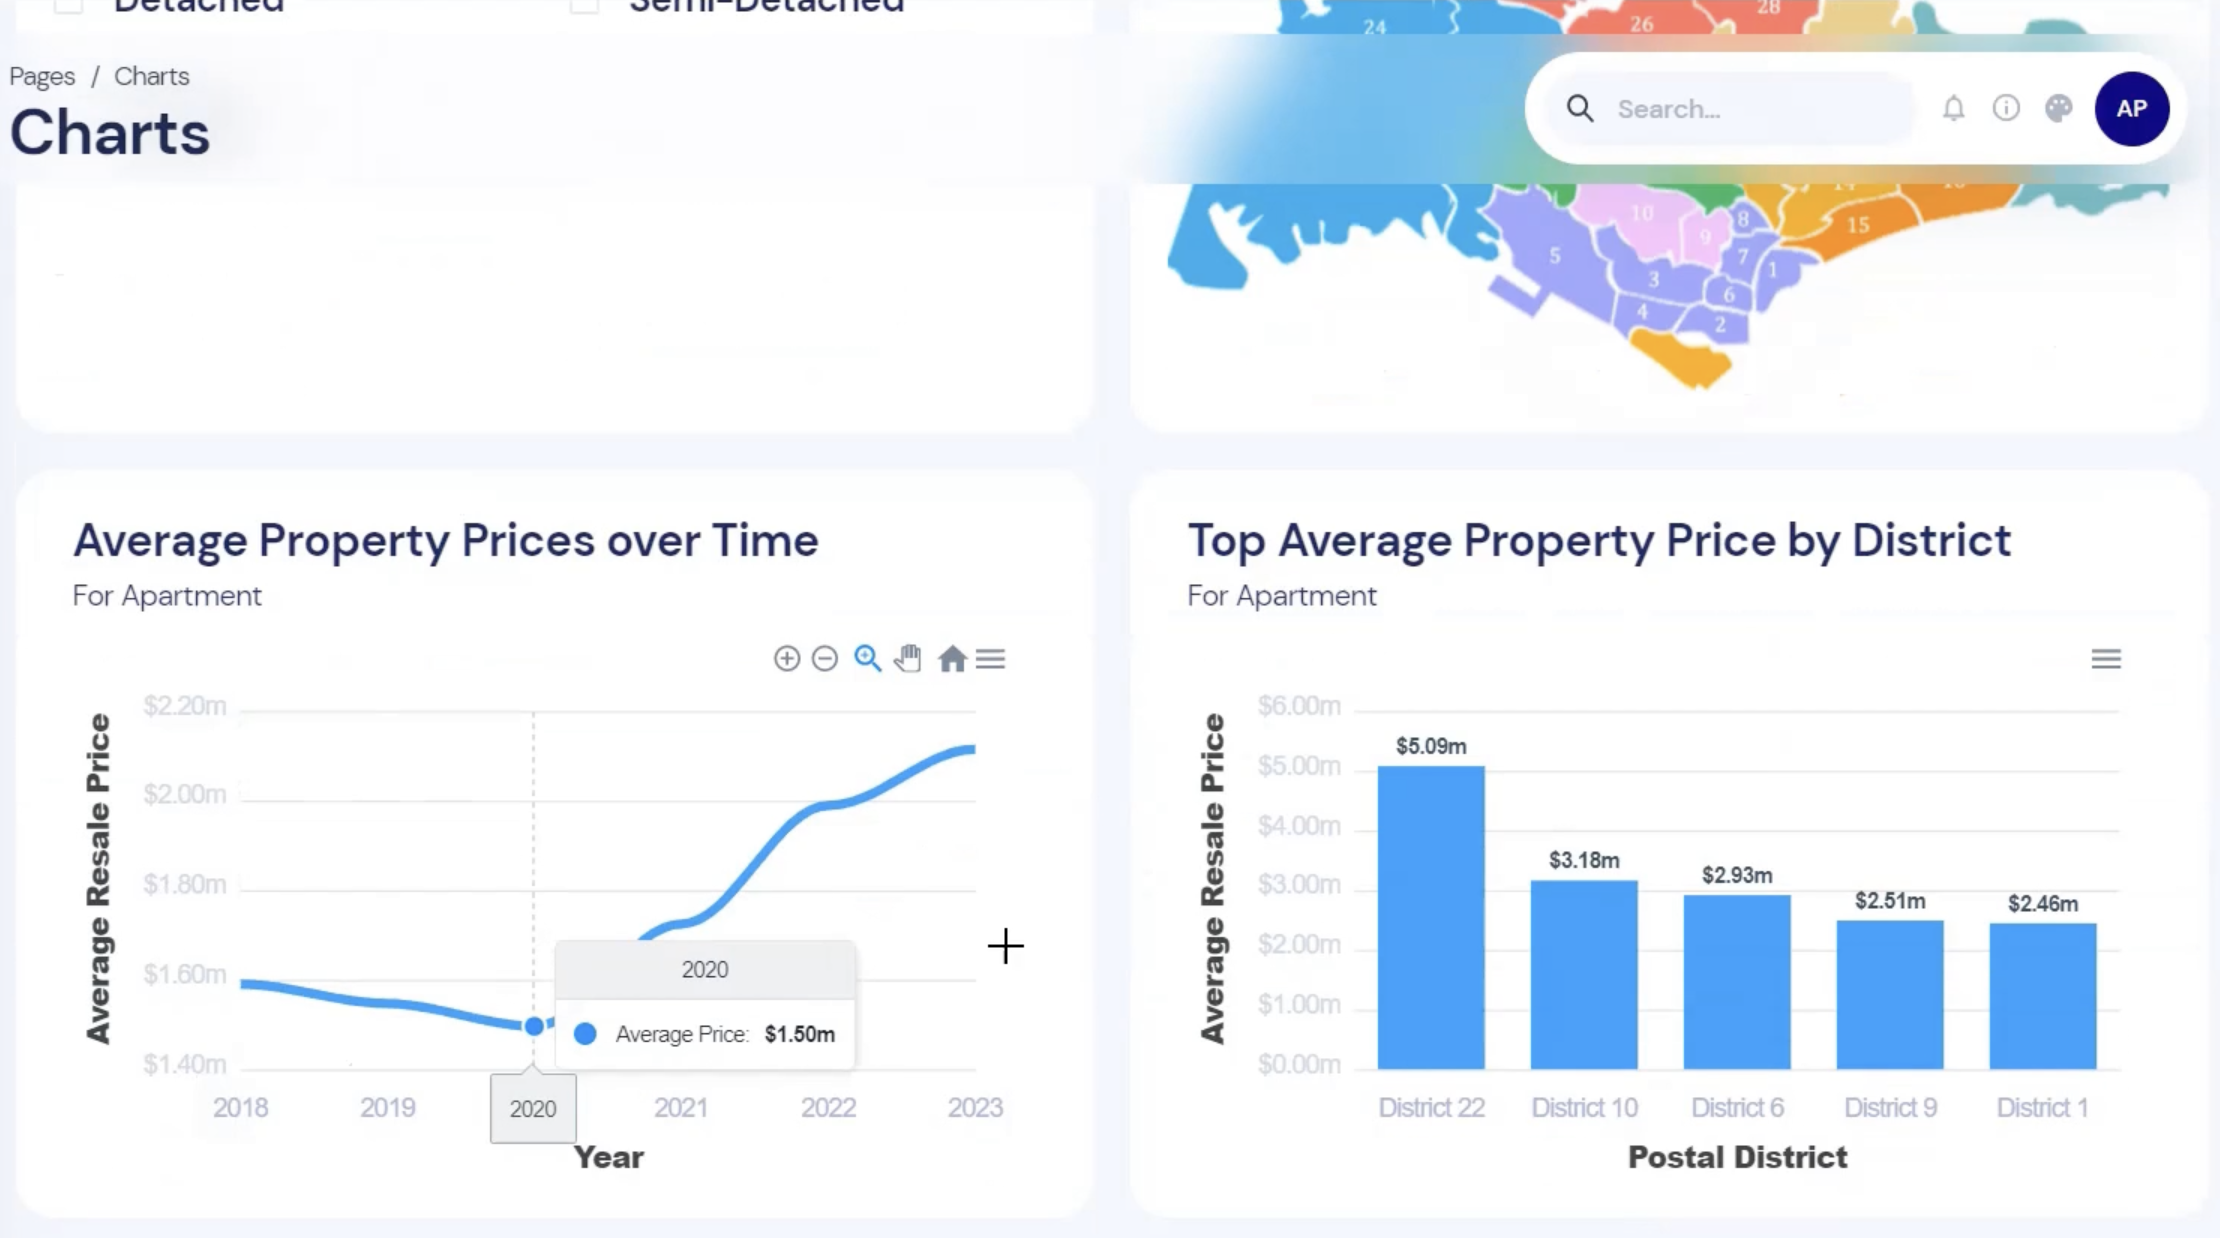 Detached
Semi-Detached
24
26
28
Pages / Charts
Charts
Search...
AP
10
8
9
15
5
7
1
3
6
4
2
Average Property Prices over Time
For Apartment
Average Resale Price
$2.20m
$2.00m
$1.80m
$1.60m
$1.40m
2020
Average Price: $1.50m
2018
2019
2020
2021
2022
2023
Year
Top Average Property Price by District
For Apartment
Average Resale Price
$6.00m
$5.00m
$4.00m
$3.00m
$2.00m
$1.00m
$0.00m
$5.09m
$3.18m
$2.93m
$2.51m
$2.46m
District 22
District 10
District 6
District 9
District 1
Postal District